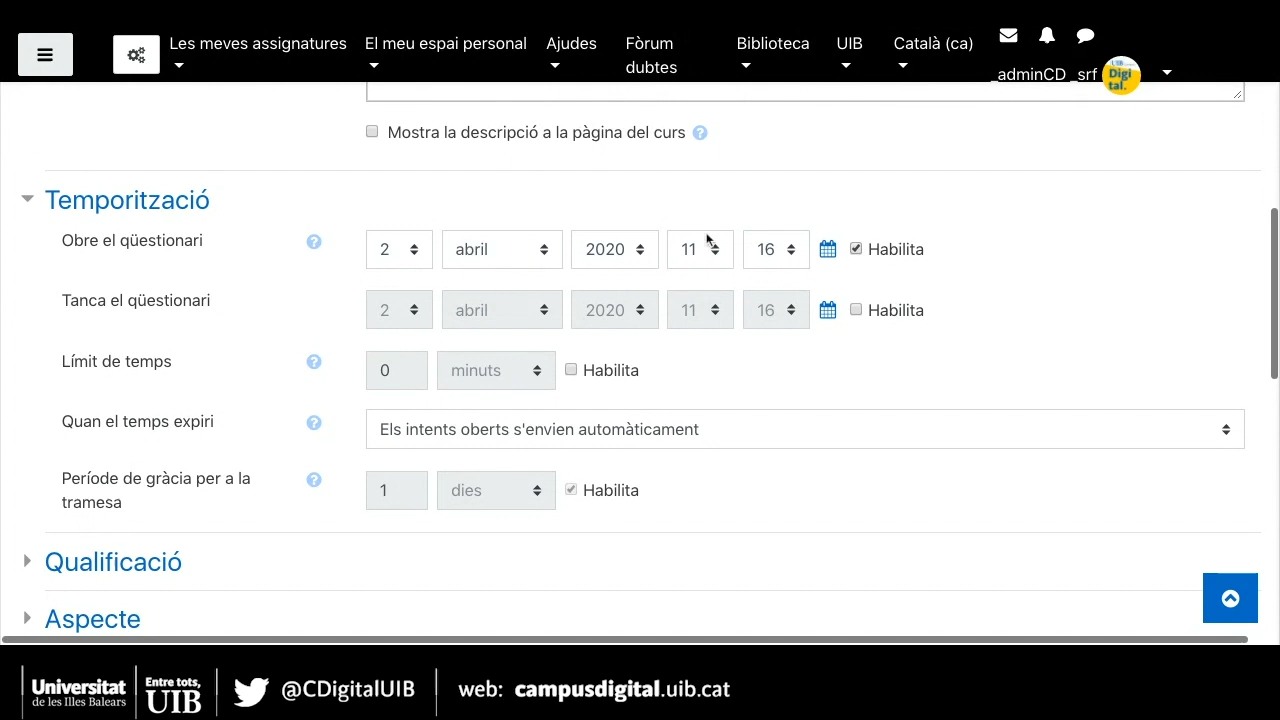 Les meves assignatures El meu espai personal Ajudes Fòrum dubtes Biblioteca UIB Català (ca)
_adminCD _srf Digi tal.
Mostra la descripció a la pàgina del curs ?
Temporització
Obre el qüestionari ? 2 abril 2020 11 16 Habilita
Tanca el qüestionari 2 abril 2020 11 16 Habilita
Límit de temps ? 0 minuts Habilita
Quan el temps expiri ? Els intents oberts s'envien automàticament
Període de gràcia per a la tramesa ? 1 dies Habilita
Qualificació
Aspecte
Universitat de les Illes Balears
Entre tots, UIB
@CDigitalUIB
web: campusdigital.uib.cat